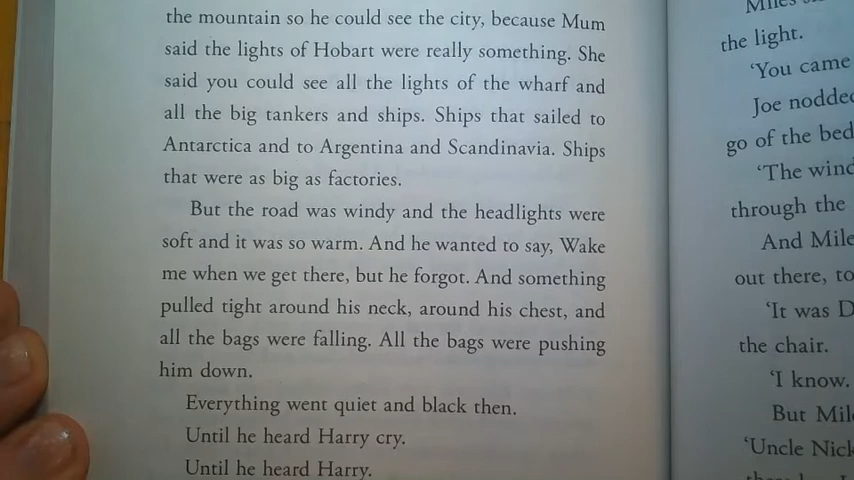 the mountain so he could see the city, because Mum
said the lights of Hobart were really something. She
said you could see all the lights of the wharf and
all the big tankers and ships. Ships that sailed to
Antarctica and to Argentina and Scandinavia. Ships
that were as big as factories.
But the road was windy and the headlights were
soft and it was so warm. And he wanted to say, Wake
me when we get there, but he forgot. And something
pulled tight around his neck, around his chest, and
all the bags were falling. All the bags were pushing
him down.
Everything went quiet and black then.
Until he heard Harry cry.
Until he heard Harry.
Miles
the light.
‘You came
Joe nodded
go of the bed
‘The wind
through the
And Mile
out there, to
‘It was D
the chair.
‘I know.
But Mil
‘Uncle Nick